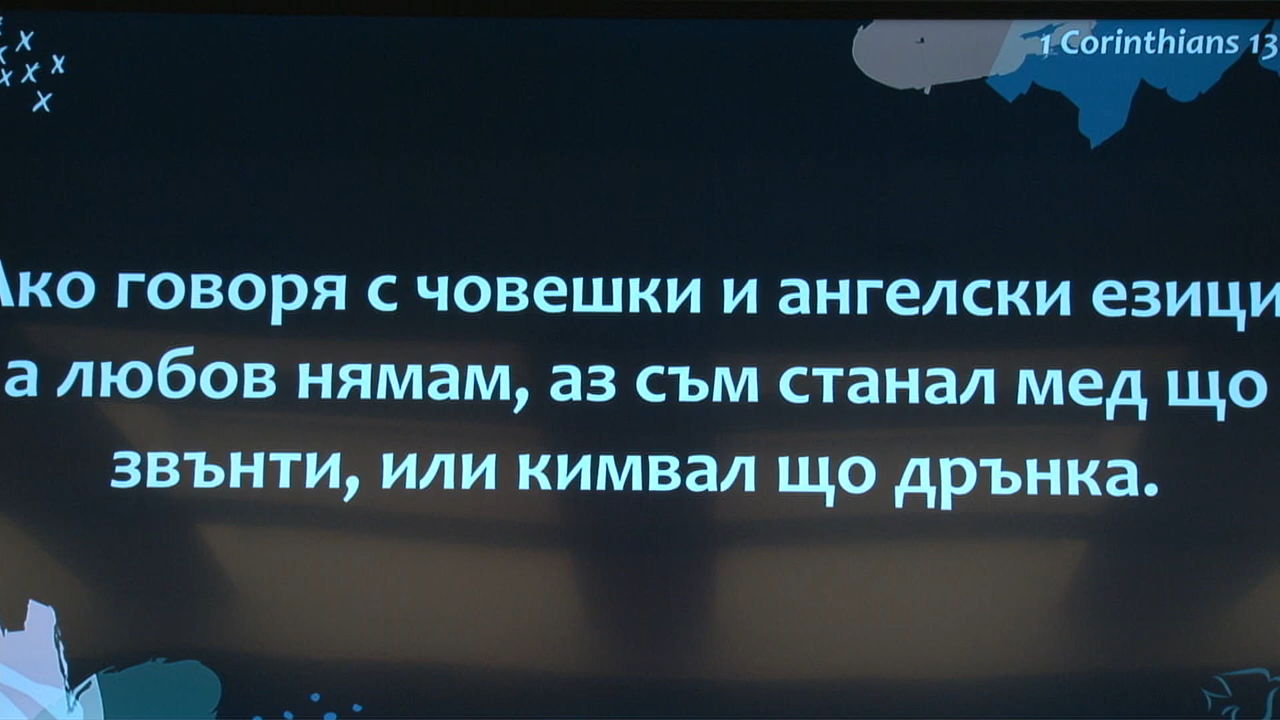 1 Corinthians 13
Ако говоря с човешки и ангелски езици
а любов нямам, аз съм станал мед що
звънти, или кимвал що дрънка.